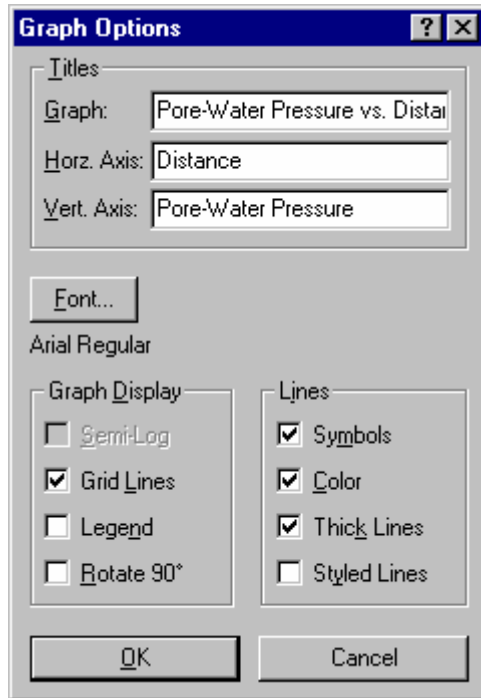 Graph Options
Titles
Graph: Pore-Water Pressure vs. Distan
Horz. Axis: Distance
Vert. Axis: Pore-Water Pressure
Font...
Arial Regular
Graph Display
Semi-Log
Grid Lines
Legend
Rotate 90°
Lines
Symbols
Color
Thick Lines
Styled Lines
OK
Cancel